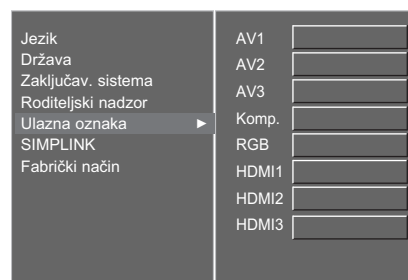 Jezik
Država
Zaključav. sistema
Roditeljski nadzor
Ulazna oznaka ►
SIMPLINK
Fabrički način
AV1
AV2
AV3
Komp.
RGB
HDMI1
HDMI2
HDMI3